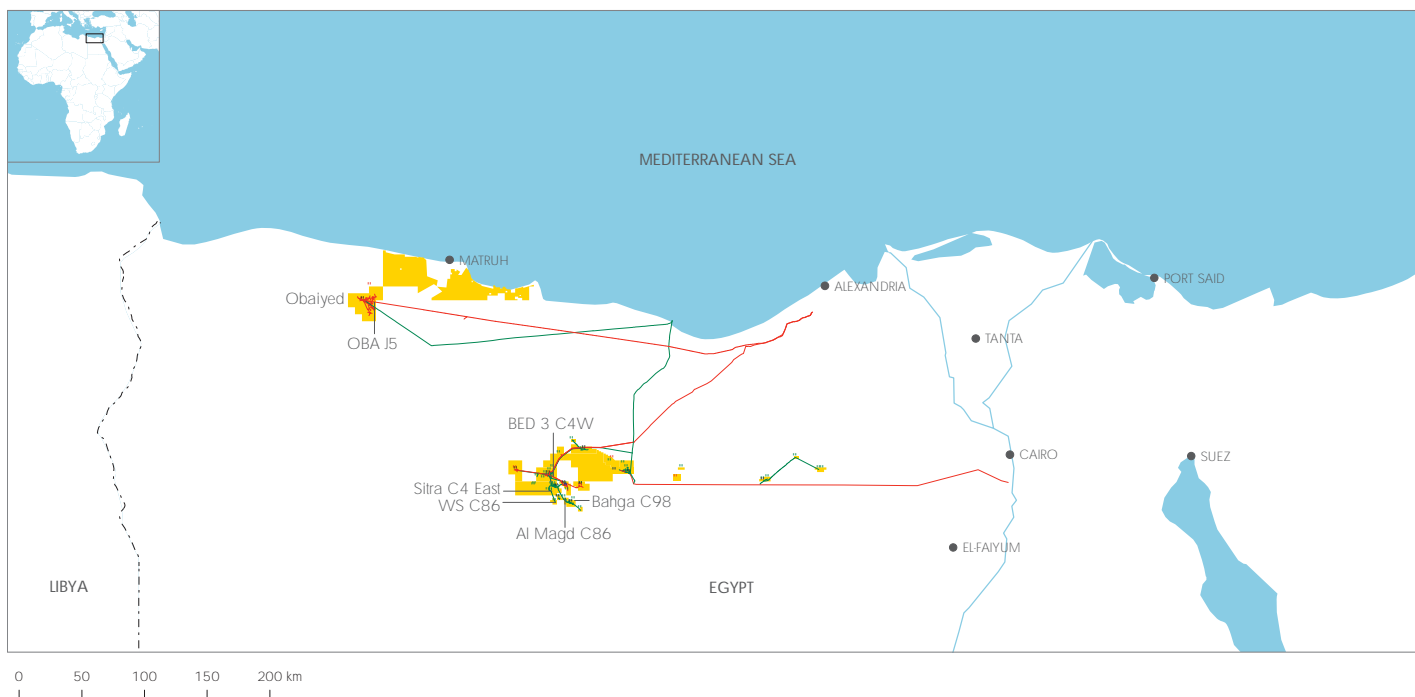 MEDITERRANEAN SEA
MATRUH
PORT SAID
ALEXANDRIA
Obaiyed
OBA J5
TANTA
BED 3 C4W
CAIRO
SUEZ
Sitra C4 East
WS C86
Bahga C98
Al Magd C86
EL-FAIYUM
LIBYA
EGYPT
0 50 100 150 200 km